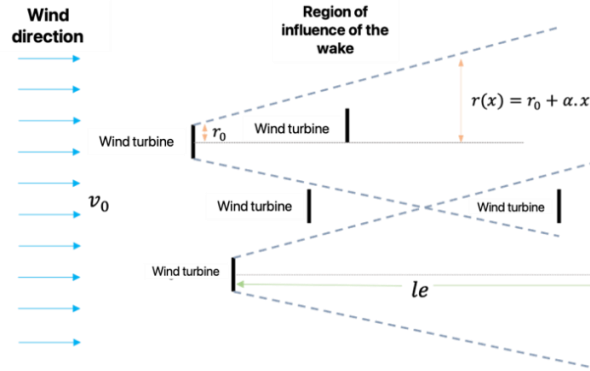 Wind
direction
Region of
influence of the
wake
r(x) = r₀ + α.x
r₀
Wind turbine
Wind turbine
v₀
Wind turbine
Wind turbine
Wind turbine
le